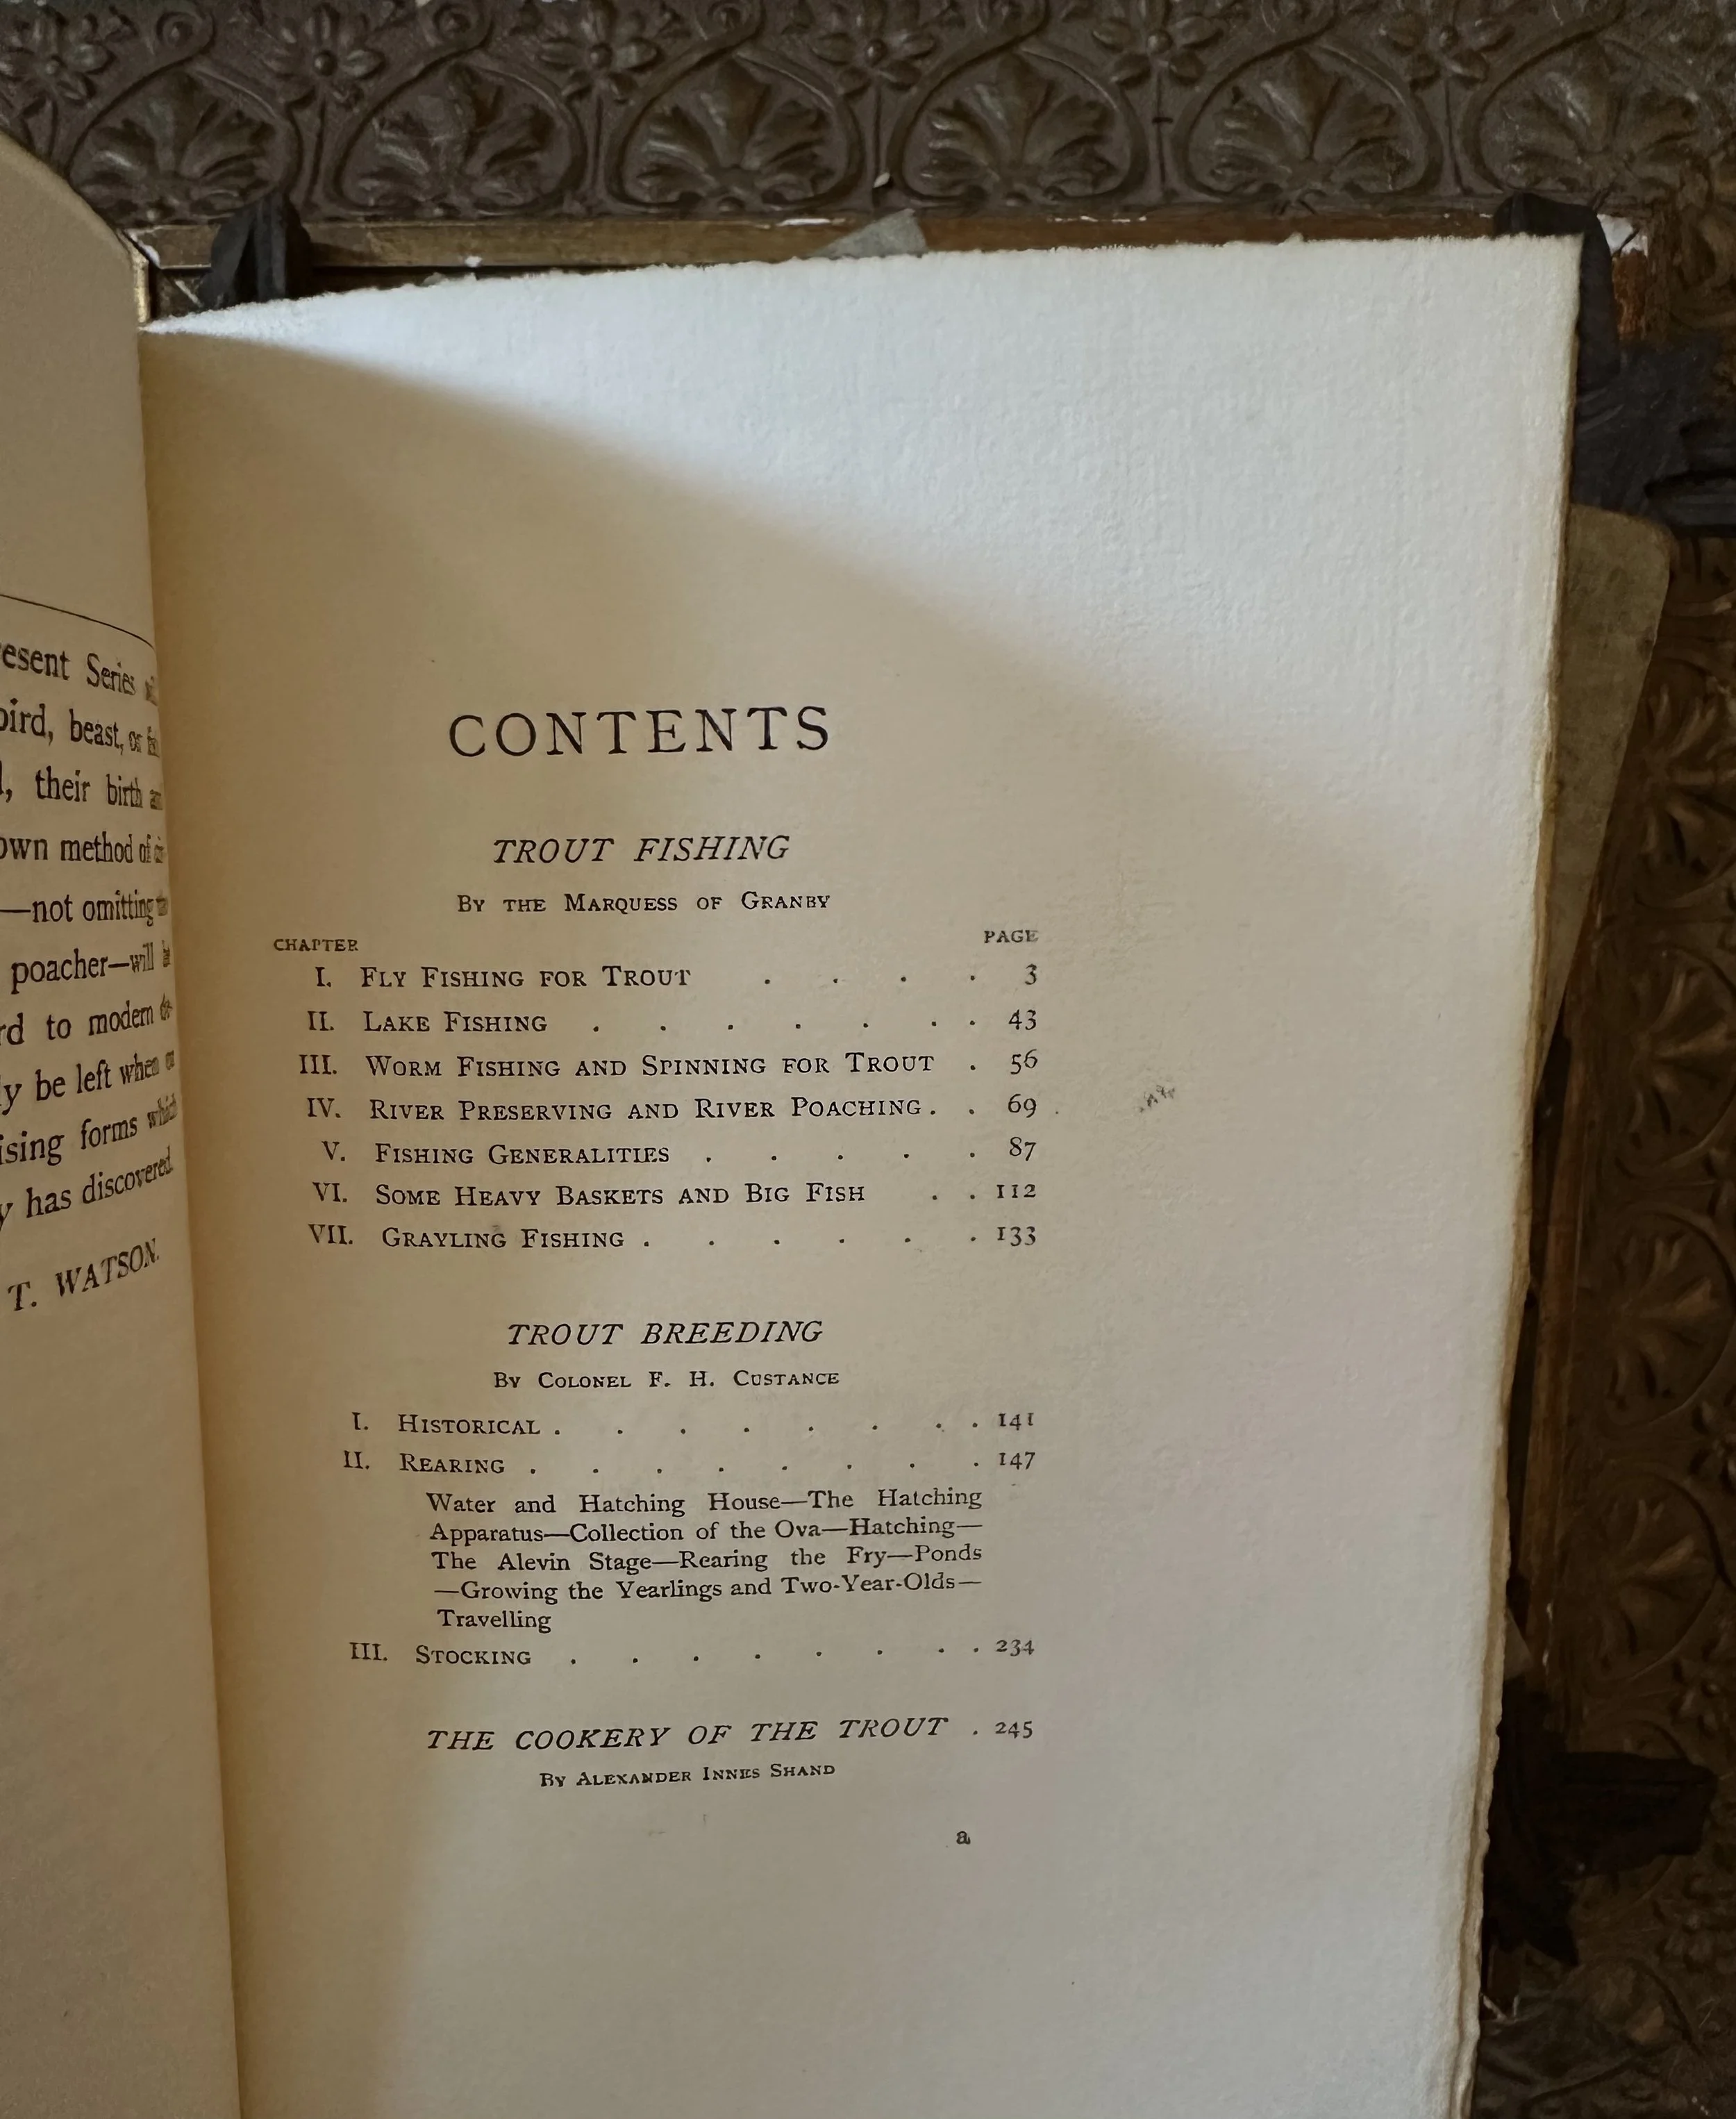 esent Series
bird, beast, or
, their birth
own method of
—not omitting
poacher—will
rd to modern
y be left when
ising forms which
y has discovered
T. WATSON.
CONTENTS
TROUT FISHING
By the Marquess of Granby
CHAPTER PAGE
I. Fly Fishing for Trout . . . . 3
II. Lake Fishing . . . . . . . 43
III. Worm Fishing and Spinning for Trout . 56
IV. River Preserving and River Poaching . . 69
V. Fishing Generalities . . . . . 87
VI. Some Heavy Baskets and Big Fish . . 112
VII. Grayling Fishing . . . . . . 133
TROUT BREEDING
By Colonel F. H. Custance
I. Historical . . . . . . . . 141
II. Rearing . . . . . . . . 147
Water and Hatching House—The Hatching
Apparatus—Collection of the Ova—Hatching—
The Alevin Stage—Rearing the Fry—Ponds
—Growing the Yearlings and Two-Year-Olds—
Travelling
III. Stocking . . . . . . . . 234
THE COOKERY OF THE TROUT . 245
By Alexander Innes Shand
a